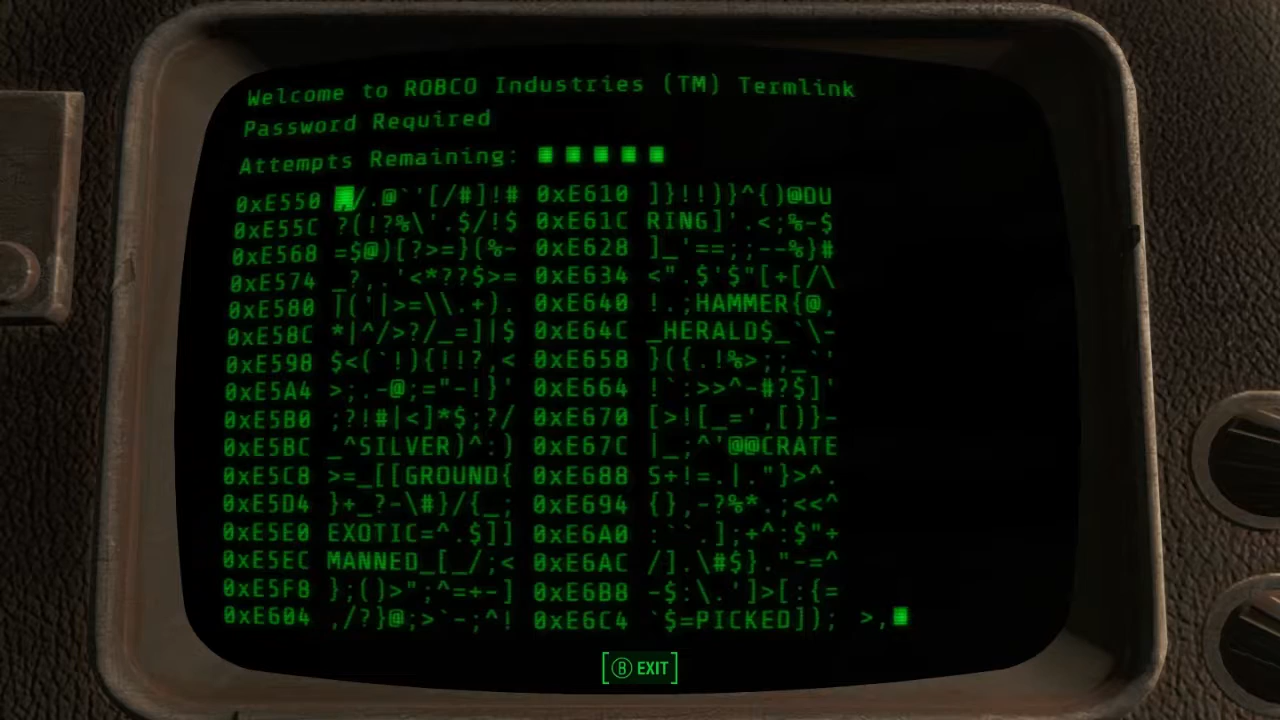 Welcome to ROBCO Industries (TM) Termlink
Password Required
Attempts Remaining: ■ ■ ■ ■ ■
0xE550 ■/.@`'[/#]!# 0xE610 ]}!!)}^{)@DU
0xE55C ?(!?%\'.$/!$ 0xE61C RING]'.<;%-$
0xE568 =$@)[?>=}(%- 0xE628 ]_'==;;--%}#
0xE574 _?,.'<*??$>= 0xE634 <".$'$"[+[/\
0xE580 |('|>=\\.+). 0xE640 !.;HAMMER{@,
0xE58C *|^/>?/_=]|$ 0xE64C _HERALD$_`\-
0xE598 $<(`!){!!?,< 0xE658 }({.!%>;;_`'
0xE5A4 >;.-@;="-!}' 0xE664 !`:>>^-#?$]'
0xE5B0 ;?!#|<]*$;?/ 0xE670 [>![_=',[)}-
0xE5BC _^SILVER)^:) 0xE67C |_;^'@@CRATE
0xE5C8 >=_[[GROUND{ 0xE688 S+!=.|."}>^.
0xE5D4 }+_?-\#}/{_; 0xE694 {},-?%*.;<<^
0xE5E0 EXOTIC=^.$]] 0xE6A0 :``.];+^:$"+
0xE5EC MANNED_[_/;< 0xE6AC /].\#$}."-=^
0xE5F8 };()>";^=+-] 0xE6B8 -$:\.']>[:{=
0xE604 ,/?}@;>`-;^! 0xE6C4 `$=PICKED]); >,■
[Ⓑ EXIT]